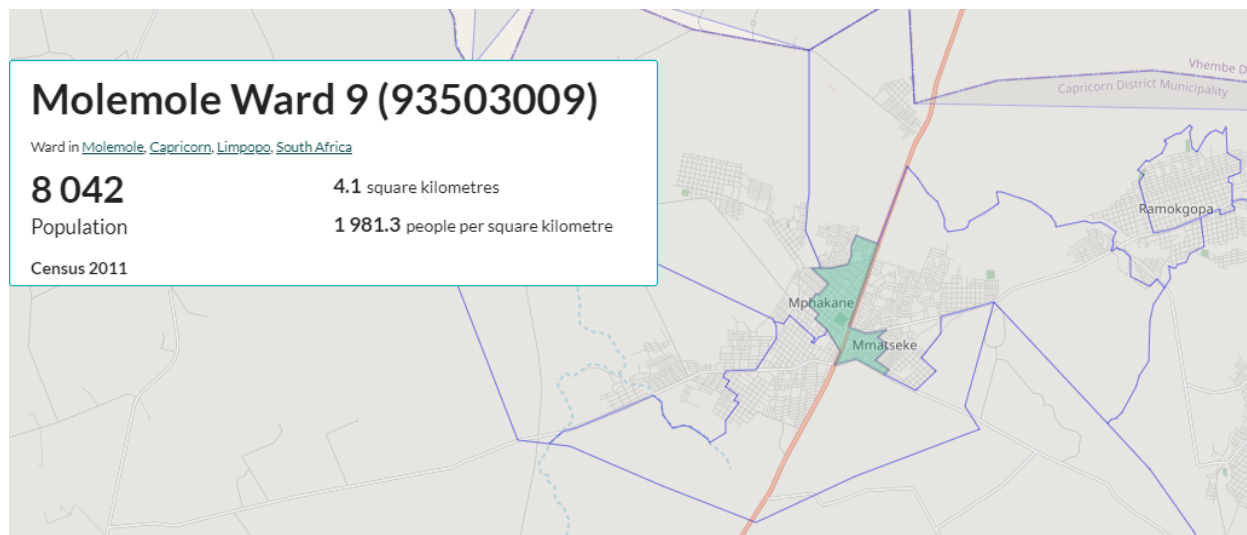 Molemole Ward 9 (93503009)
Ward in Molemole, Capricorn, Limpopo, South Africa
8 042
Population
4.1 square kilometres
1 981.3 people per square kilometre
Census 2011
Vhembe D
Capricorn District Municipality
Ramokgopa
Mphakane
Mmatseke